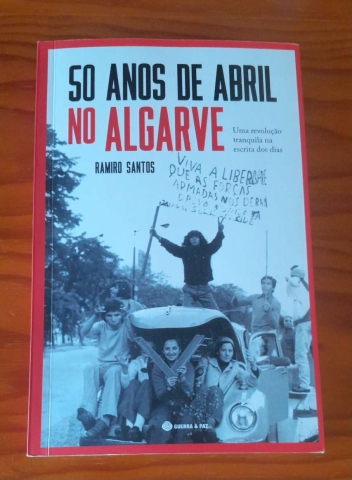 50 ANOS DE ABRIL
NO ALGARVE
Uma revolução
tranquila na
escrita dos dias
RAMIRO SANTOS
VIVA A LIBERDADE
QUE AS FORÇAS
ARMADAS NOS DERAM
GUERRA & PAZ